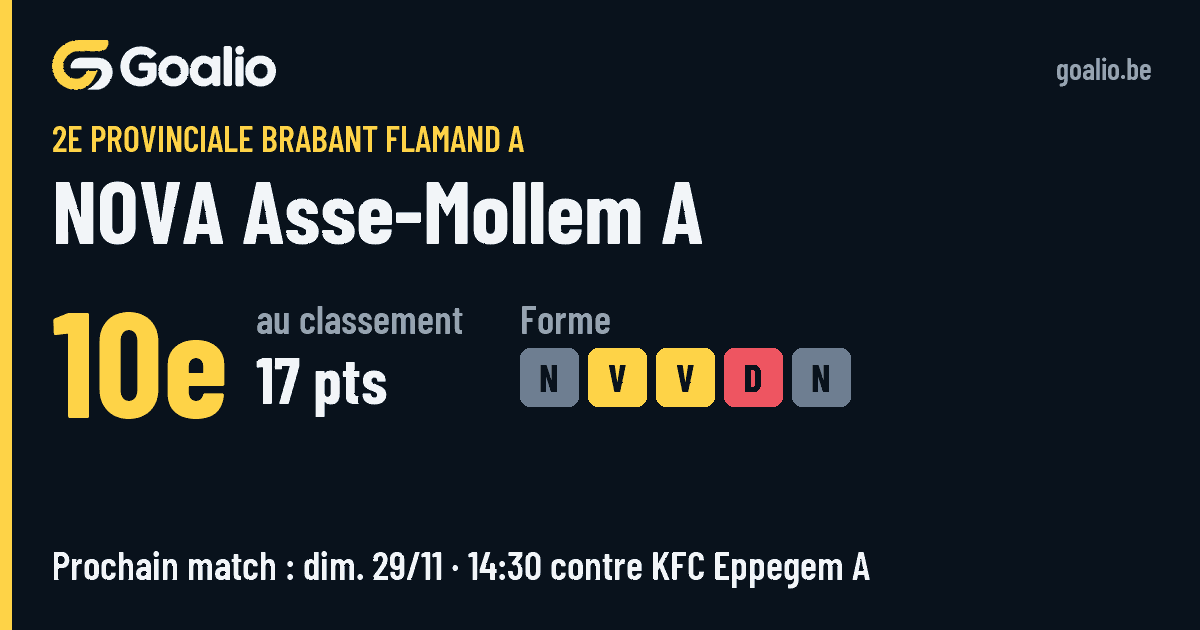 Goalio
goalio.be
2E PROVINCIALE BRABANT FLAMAND A
NOVA Asse-Mollem A
10e
au classement
17 pts
Forme
N V V D N
Prochain match : dim. 29/11 · 14:30 contre KFC Eppegem A